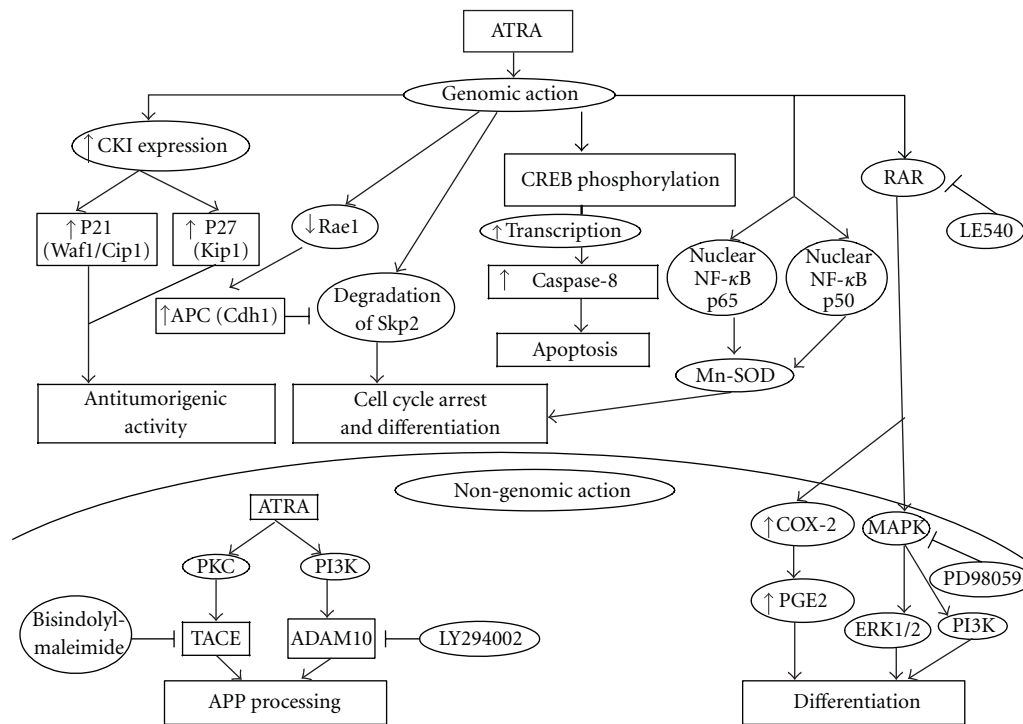 ATRA
Genomic action
↑ CKI expression
CREB phosphorylation
RAR
↑ P21
(Waf1/Cip1)
↑ P27
(Kip1)
↓ Rae1
↑ Transcription
LE540
Nuclear
NF-κB
p65
Nuclear
NF-κB
p50
↑ Caspase-8
↑ APC (Cdh1)
Degradation
of Skp2
Apoptosis
Mn-SOD
Antitumorigenic
activity
Cell cycle arrest
and differentiation
Non-genomic action
ATRA
↑ COX-2
MAPK
PKC
PI3K
PD98059
↑ PGE2
Bisindolyl-
maleimide
TACE
ADAM10
LY294002
ERK1/2
PI3K
APP processing
Differentiation